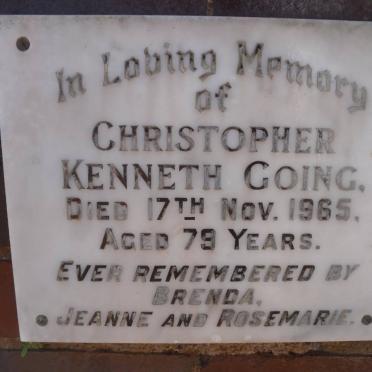 In Loving Memory
of
CHRISTOPHER
KENNETH GOING,
DIED 17TH NOV. 1965,
AGED 79 YEARS.
EVER REMEMBERED BY
BRENDA,
JEANNE AND ROSEMARIE.